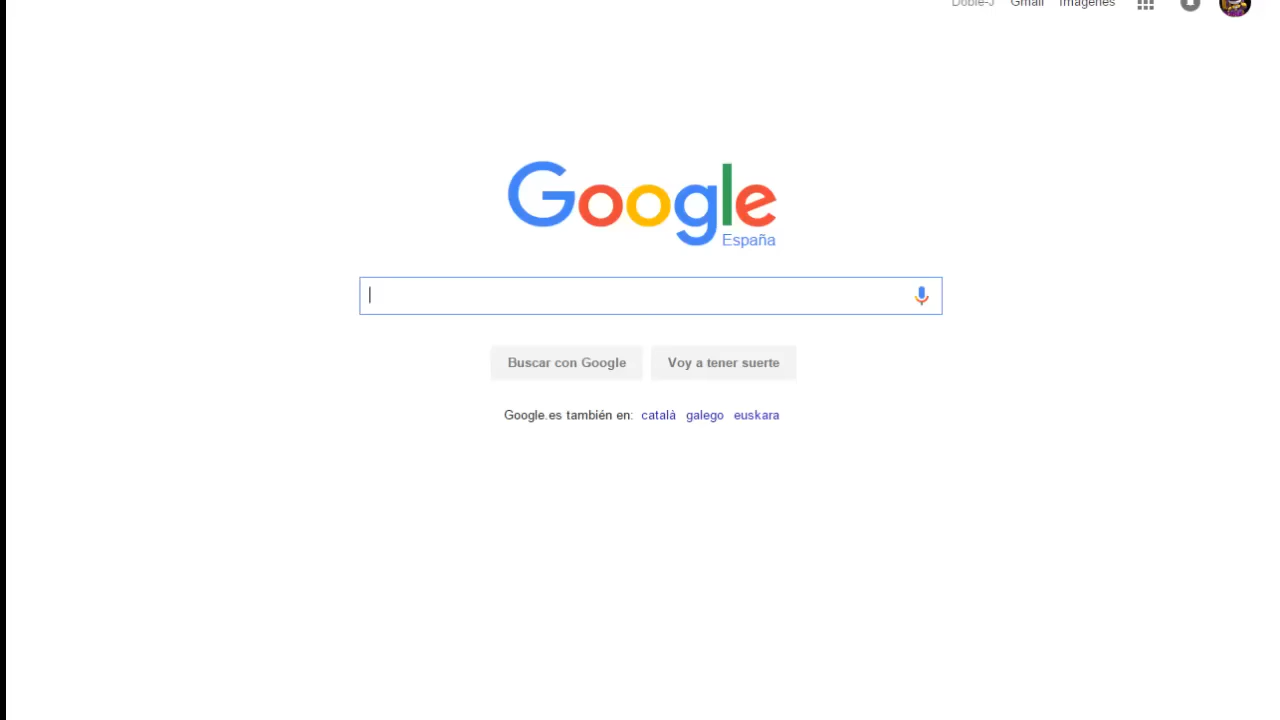 Doble-J Gmail Imágenes
Google
España
Buscar con Google Voy a tener suerte
Google.es también en: català galego euskara